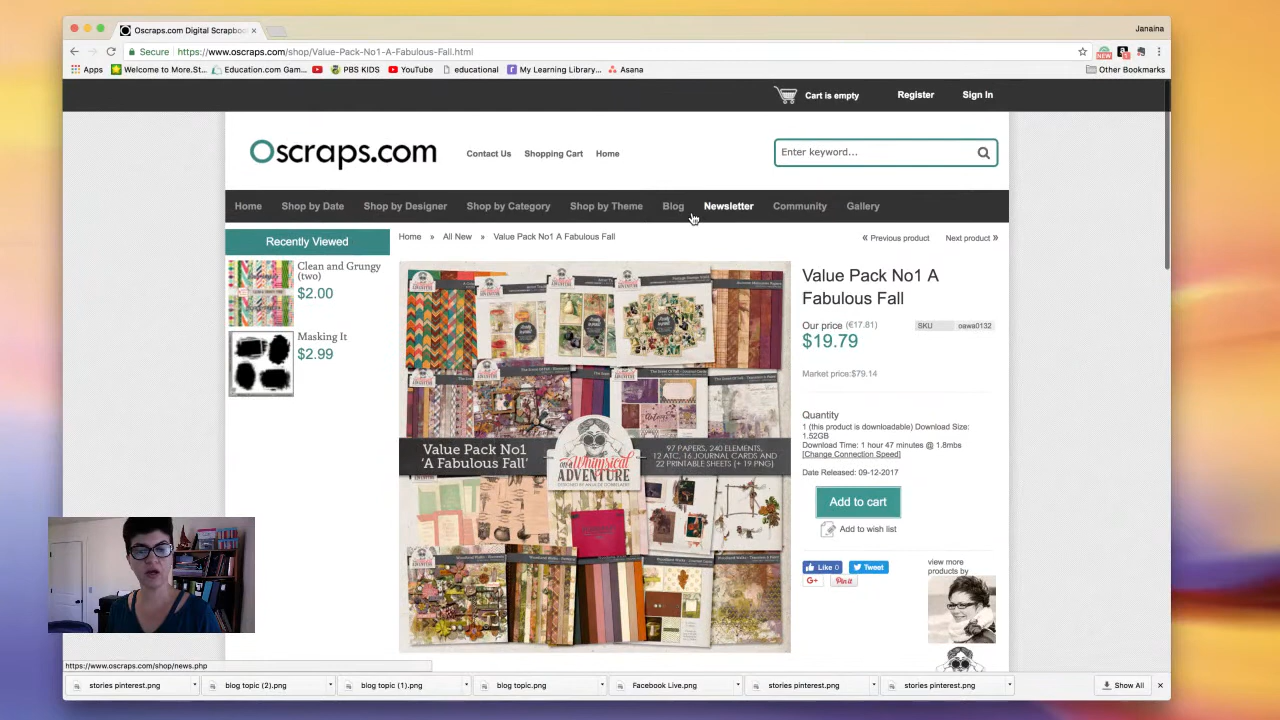 Oscraps.com Digital Scrapboo
Janaina
Secure https://www.oscraps.com/shop/Value-Pack-No1-A-Fabulous-Fall.html
NEW
Apps Welcome to More.St... Education.com Gam... PBS KIDS YouTube educational My Learning Library... Asana Other Bookmarks
Cart is empty Register Sign In
Oscraps.com Contact Us Shopping Cart Home Enter keyword...
Home Shop by Date Shop by Designer Shop by Category Shop by Theme Blog Newsletter Community Gallery
Recently Viewed
Home » All New » Value Pack No1 A Fabulous Fall
« Previous product Next product »
Clean and Grungy
(two)
$2.00
Masking It
$2.99
Value Pack No1
'A Fabulous Fall'
ON A Whimsical
ADVENTURE
97 PAPERS, 240 ELEMENTS,
12 ATC, 16 JOURNAL CARDS AND
22 PRINTABLE SHEETS (+ 19 PNG)
Value Pack No1 A
Fabulous Fall
Our price (€17.81) SKU oawa0132
$19.79
Market price:$79.14
Quantity
1 (this product is downloadable) Download Size:
1.52GB
Download Time: 1 hour 47 minutes @ 1.8mbs
[Change Connection Speed]
Date Released: 09-12-2017
Add to cart
Add to wish list
Like 0 Tweet
G+ Pin it
view more
products by
https://www.oscraps.com/shop/news.php
stories pinterest.png blog topic (2).png blog topic (1).png blog topic.png Facebook Live.png stories pinterest.png stories pinterest.png Show All